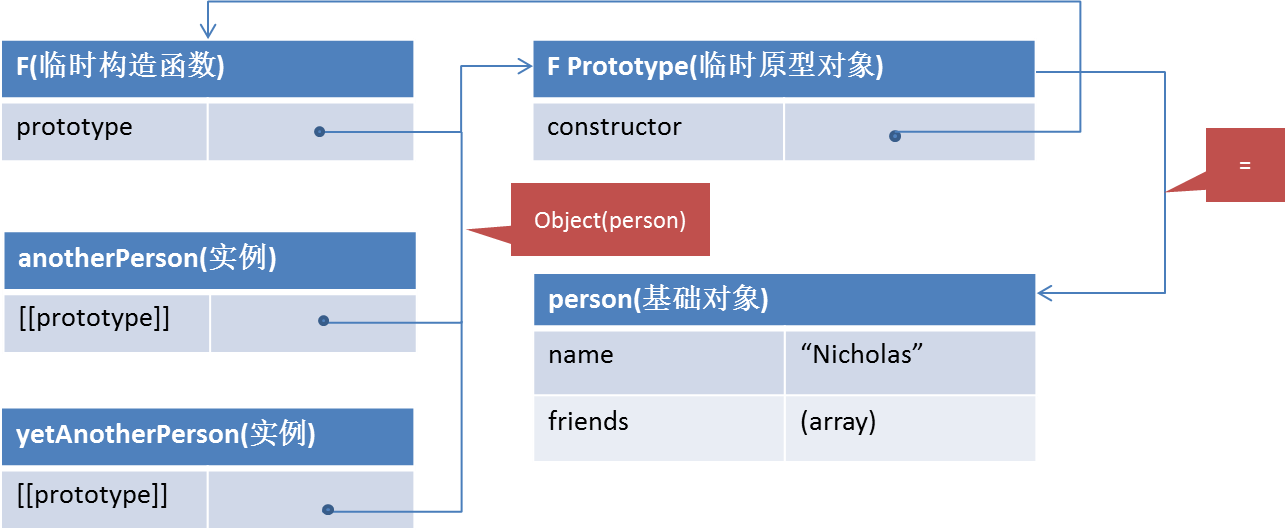 F(临时构造函数)
prototype
F Prototype(临时原型对象)
constructor
=
Object(person)
anotherPerson(实例)
[[prototype]]
person(基础对象)
name
“Nicholas”
friends
(array)
yetAnotherPerson(实例)
[[prototype]]